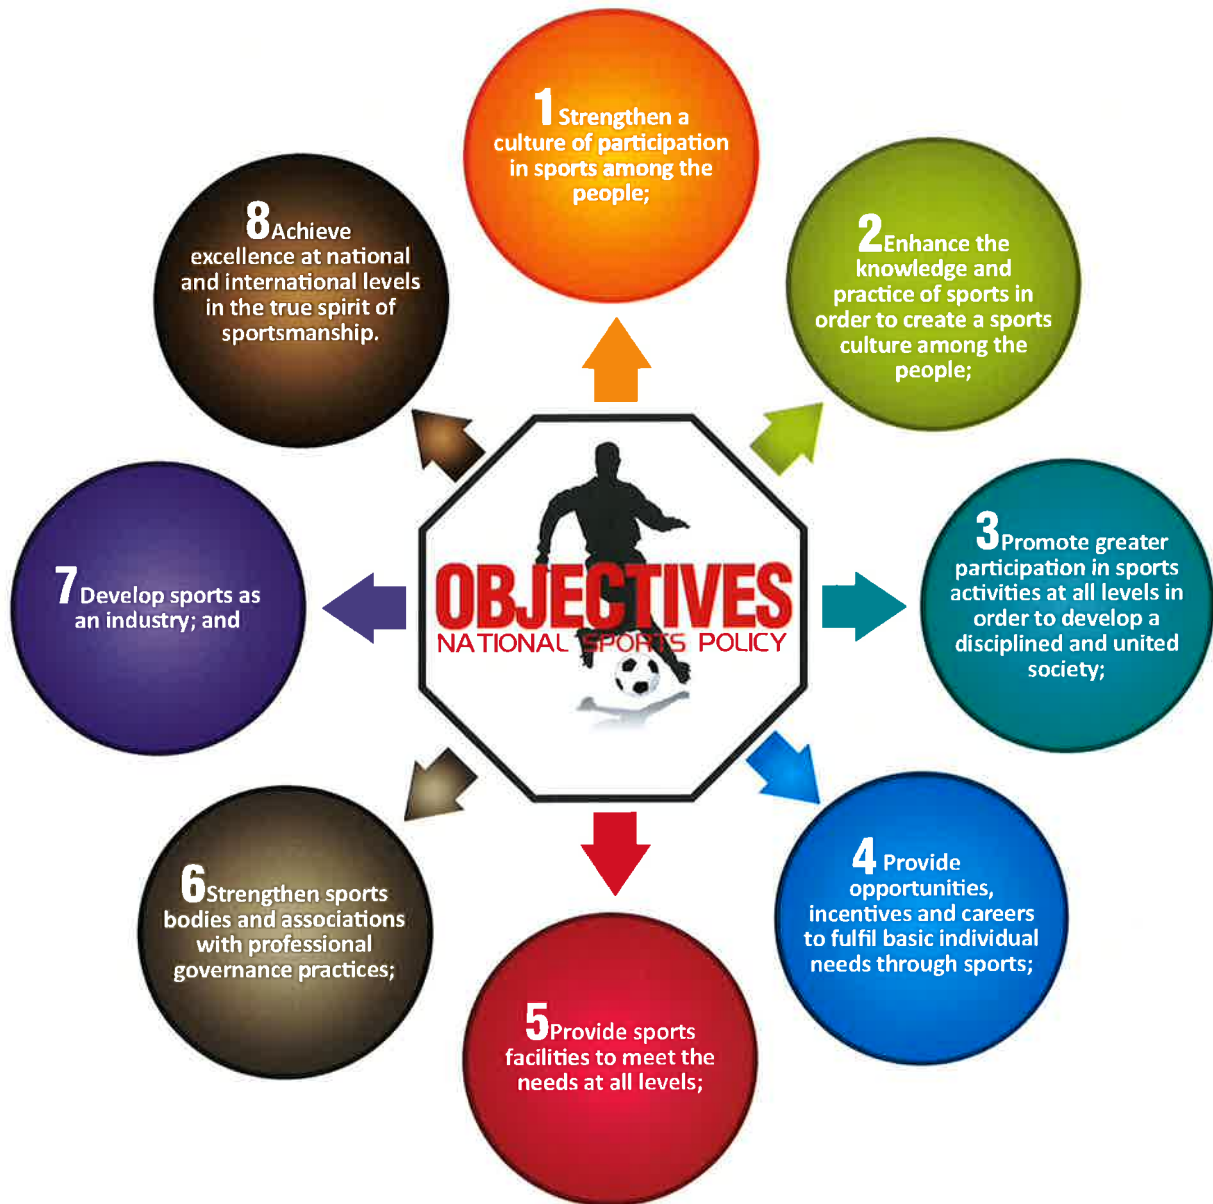 1 Strengthen a
culture of participation
in sports among the
people;
2 Enhance the
knowledge and
practice of sports in
order to create a sports
culture among the
people;
3 Promote greater
participation in sports
activities at all levels in
order to develop a
disciplined and united
society;
4 Provide
opportunities,
incentives and careers
to fulfil basic individual
needs through sports;
5 Provide sports
facilities to meet the
needs at all levels;
6 Strengthen sports
bodies and associations
with professional
governance practices;
7 Develop sports as
an industry; and
8 Achieve
excellence at national
and international levels
in the true spirit of
sportsmanship.
OBJECTIVES
NATIONAL SPORTS POLICY